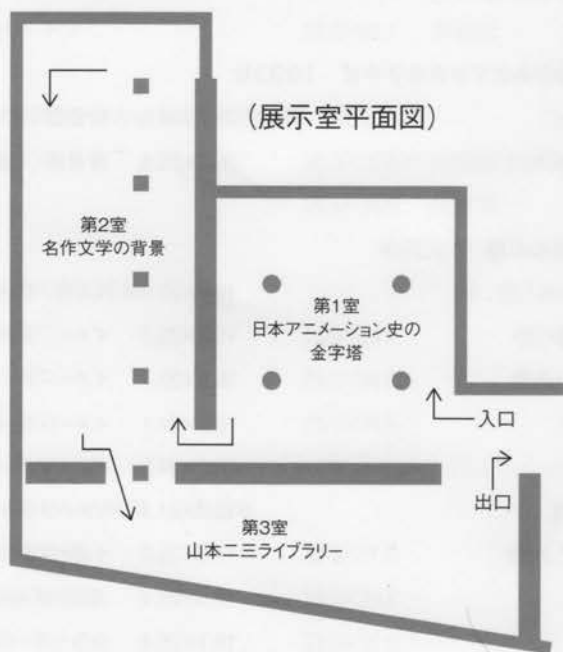 (展示室平面図)
第2室
名作文学の背景
第1室
日本アニメーション史の
金字塔
入口
出口
第3室
山本二三ライブラリー